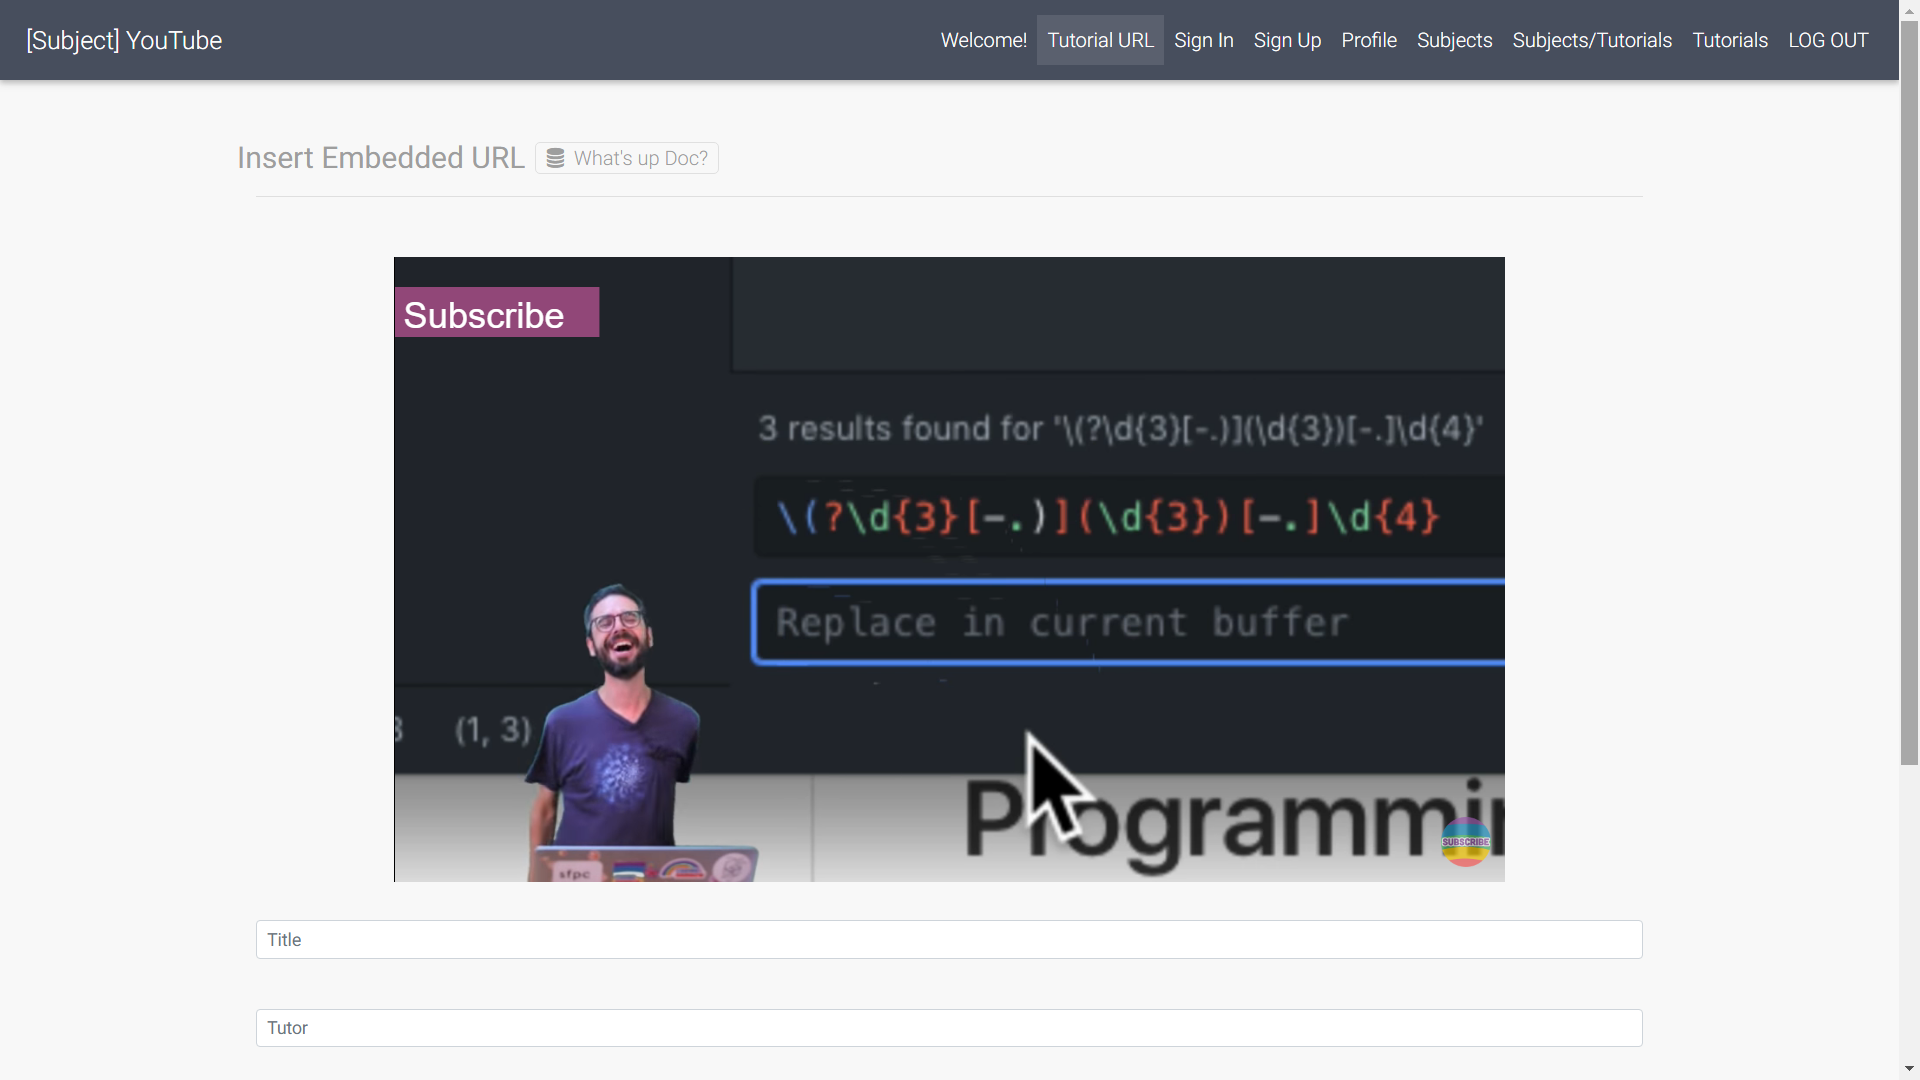 [Subject] YouTube
Welcome! Tutorial URL Sign In Sign Up Profile Subjects Subjects/Tutorials Tutorials LOG OUT
Insert Embedded URL What's up Doc?
Subscribe
3 results found for '\(?\d{3}[-.)](\d{3})[-.]\d{4}'
\(?\d{3}[-.)](\d{3})[-.]\d{4}
Replace in current buffer
3 (1, 3)
Programmin
SUBSCRIBE
sfpc
Title
Tutor